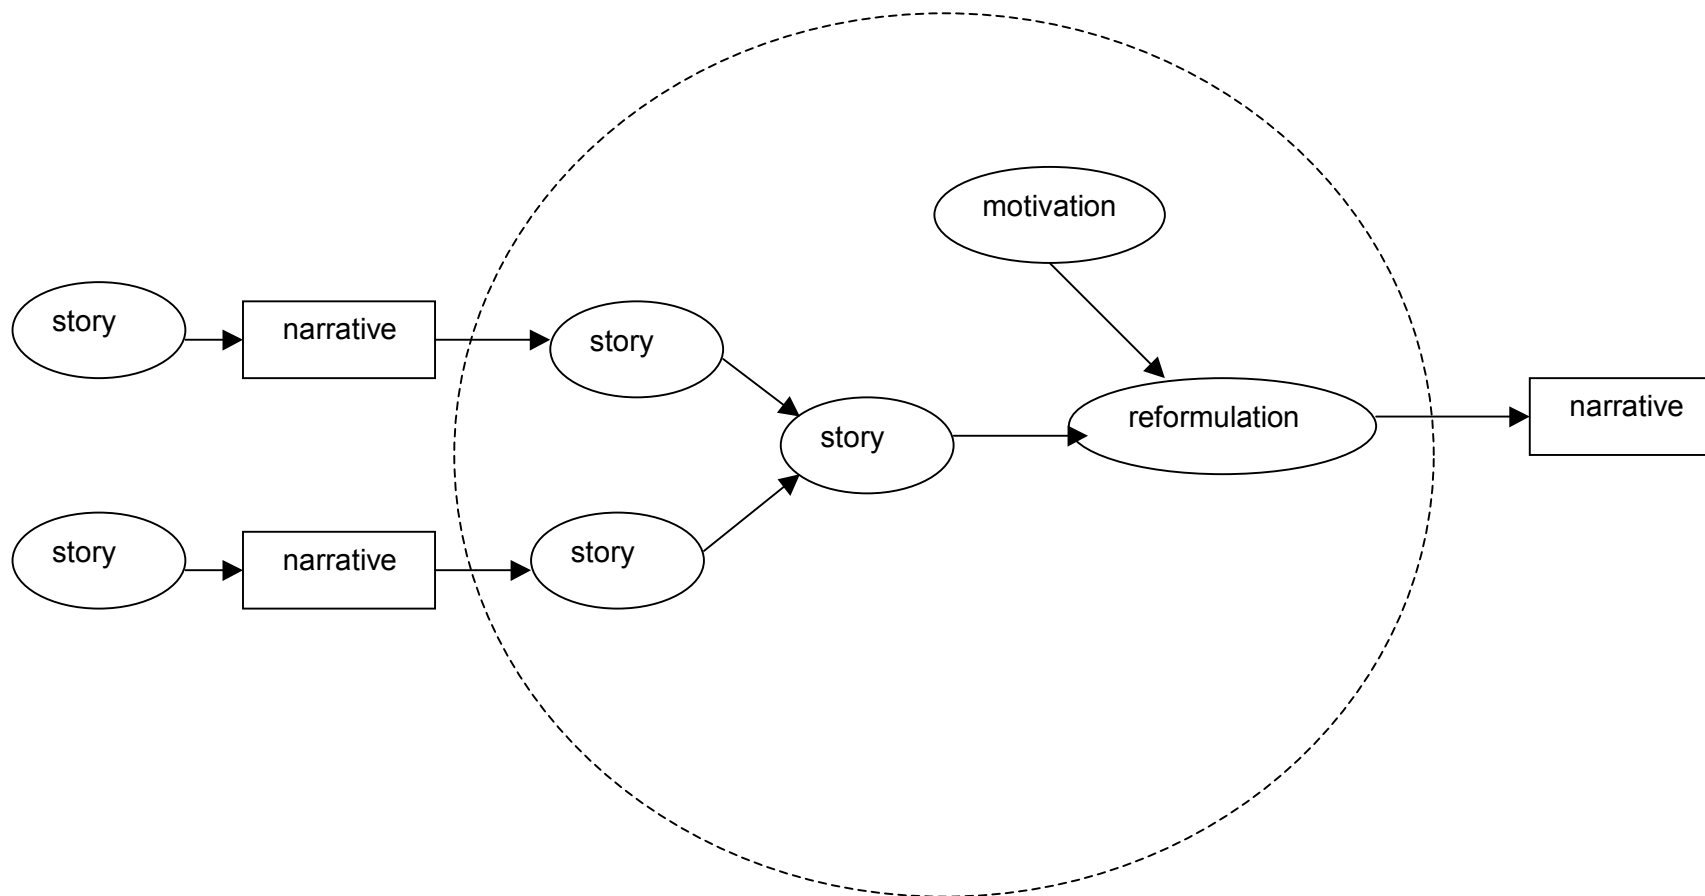 motivation
story
narrative
story
story
reformulation
narrative
story
narrative
story